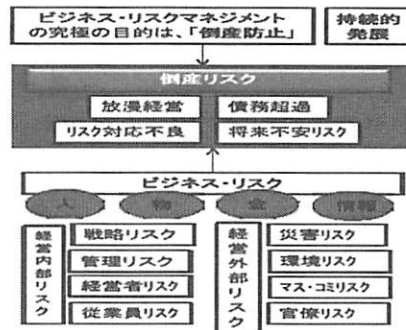 ビジネス・リスクマネジメント
の究極の目的は、「倒産防止」
持続的
発展
倒産リスク
放漫経営
債務超過
リスク対応不良
将来不安リスク
ビジネス・リスク
人
物
金
情報
経営内部リスク
戦略リスク
管理リスク
経営者リスク
従業員リスク
経営外部リスク
災害リスク
環境リスク
マス・コミリスク
官僚リスク